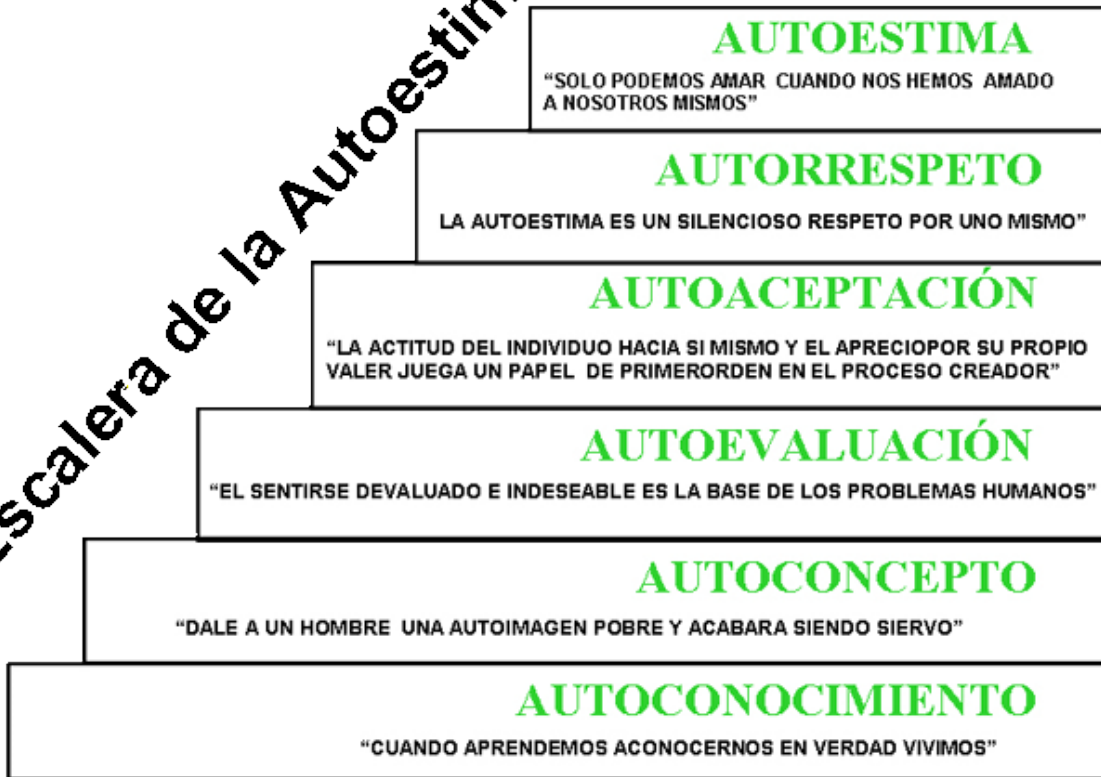 Escalera de la Autoestim
AUTOESTIMA
“SOLO PODEMOS AMAR CUANDO NOS HEMOS AMADO
A NOSOTROS MISMOS”
AUTORRESPETO
LA AUTOESTIMA ES UN SILENCIOSO RESPETO POR UNO MISMO”
AUTOACEPTACIÓN
“LA ACTITUD DEL INDIVIDUO HACIA SI MISMO Y EL APRECIOPOR SU PROPIO
VALER JUEGA UN PAPEL DE PRIMERORDEN EN EL PROCESO CREADOR”
AUTOEVALUACIÓN
“EL SENTIRSE DEVALUADO E INDESEABLE ES LA BASE DE LOS PROBLEMAS HUMANOS”
AUTOCONCEPTO
“DALE A UN HOMBRE UNA AUTOIMAGEN POBRE Y ACABARA SIENDO SIERVO”
AUTOCONOCIMIENTO
“CUANDO APRENDEMOS ACONOCERNOS EN VERDAD VIVIMOS”